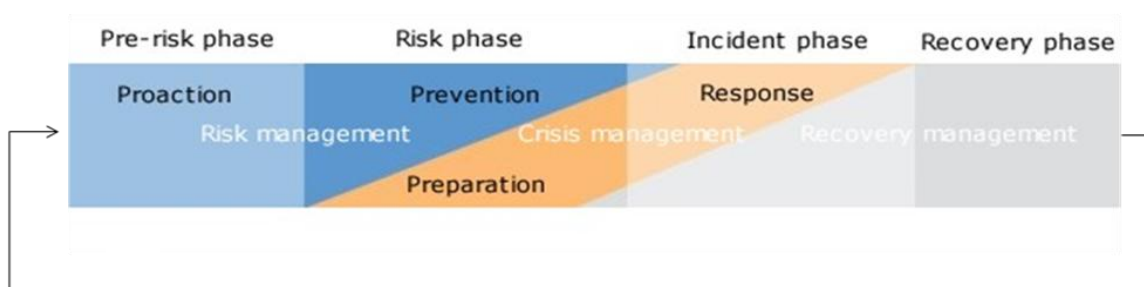 Pre-risk phase Risk phase Incident phase Recovery phase
Proaction Prevention Response
Risk management Crisis management Recovery management
Preparation